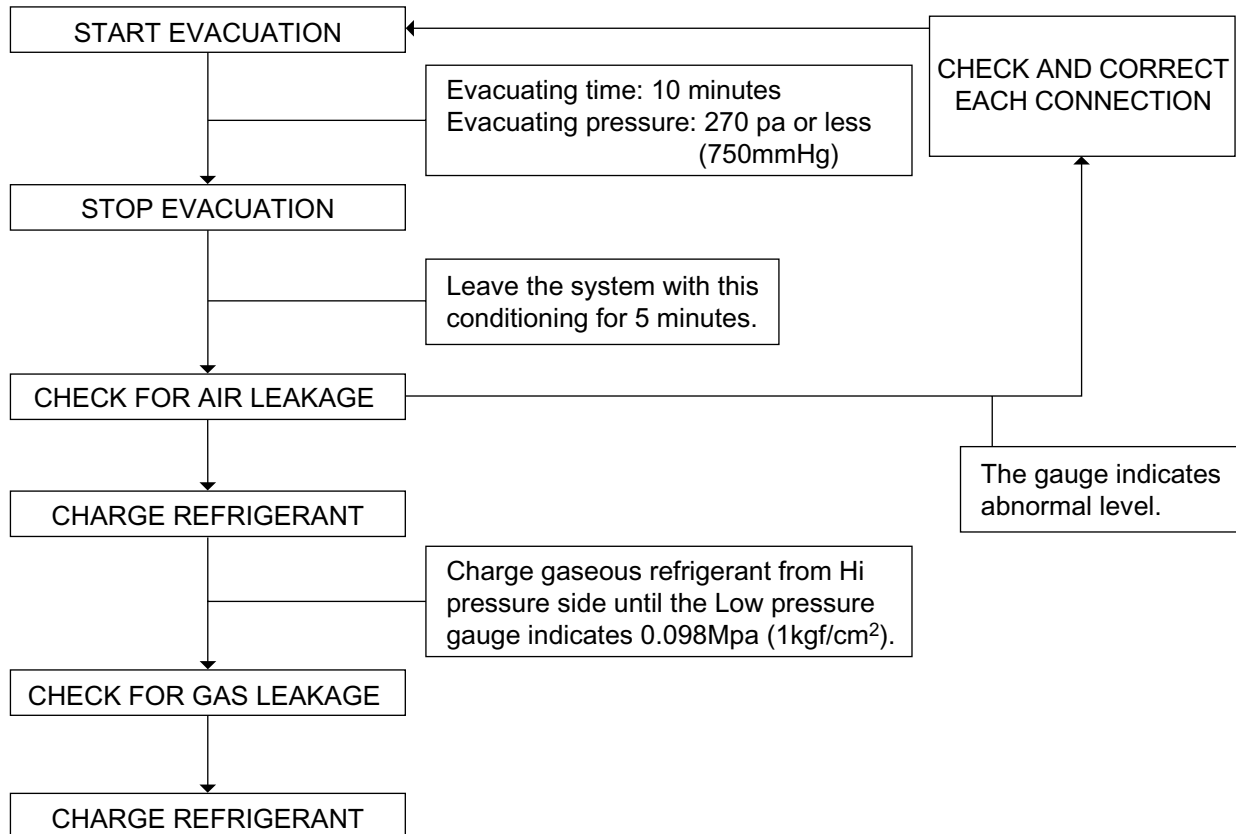 START EVACUATION
CHECK AND CORRECT
EACH CONNECTION
Evacuating time: 10 minutes
Evacuating pressure: 270 pa or less
(750mmHg)
STOP EVACUATION
Leave the system with this
conditioning for 5 minutes.
CHECK FOR AIR LEAKAGE
The gauge indicates
abnormal level.
CHARGE REFRIGERANT
Charge gaseous refrigerant from Hi
pressure side until the Low pressure
gauge indicates 0.098Mpa (1kgf/cm²).
CHECK FOR GAS LEAKAGE
CHARGE REFRIGERANT